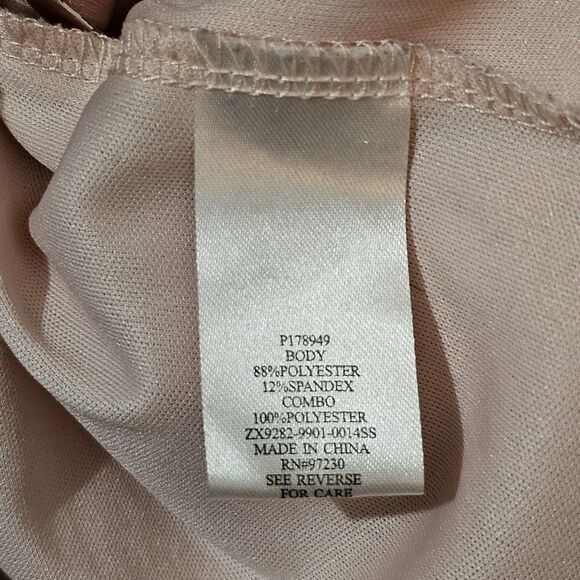 P178949
BODY
88%POLYESTER
12%SPANDEX
COMBO
100%POLYESTER
ZX9282-9901-0014SS
MADE IN CHINA
RN#97230
SEE REVERSE
FOR CARE